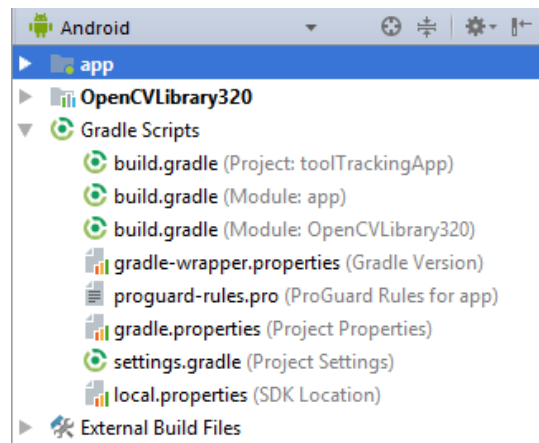 Android
app
OpenCVLibrary320
Gradle Scripts
build.gradle (Project: toolTrackingApp)
build.gradle (Module: app)
build.gradle (Module: OpenCVLibrary320)
gradle-wrapper.properties (Gradle Version)
proguard-rules.pro (ProGuard Rules for app)
gradle.properties (Project Properties)
settings.gradle (Project Settings)
local.properties (SDK Location)
External Build Files